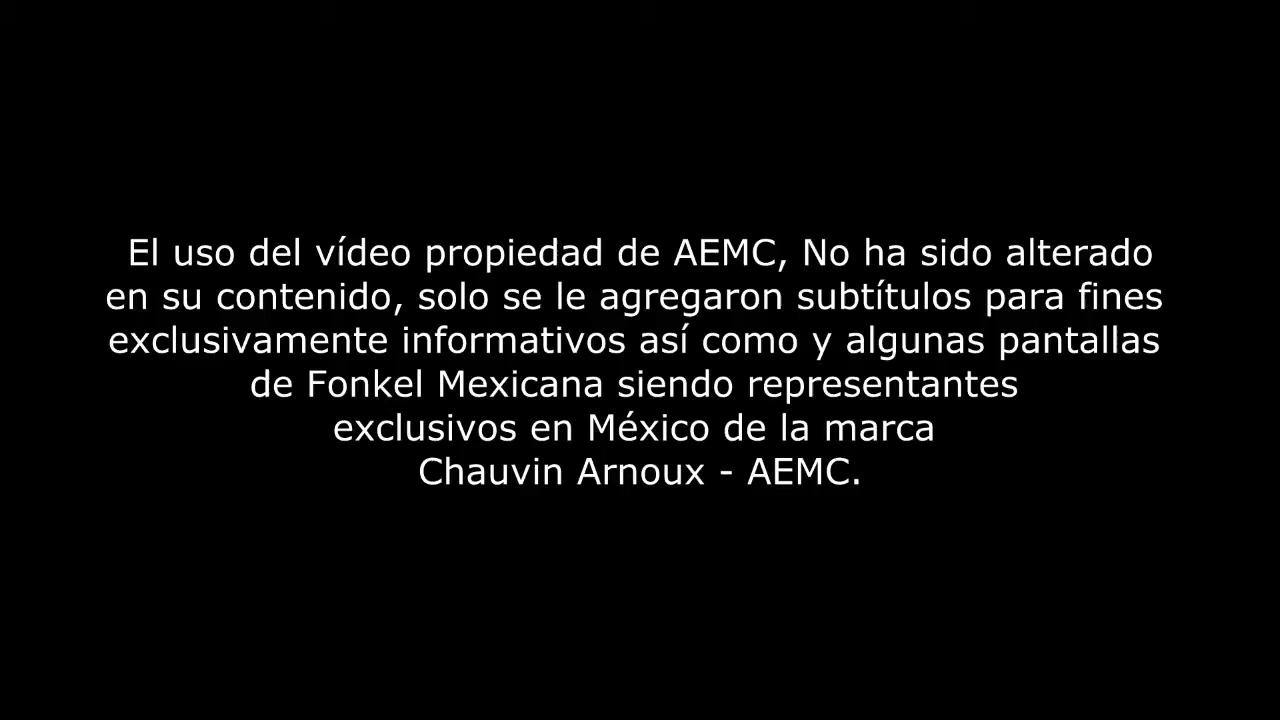 El uso del vídeo propiedad de AEMC, No ha sido alterado
en su contenido, solo se le agregaron subtítulos para fines
exclusivamente informativos así como y algunas pantallas
de Fonkel Mexicana siendo representantes
exclusivos en México de la marca
Chauvin Arnoux - AEMC.